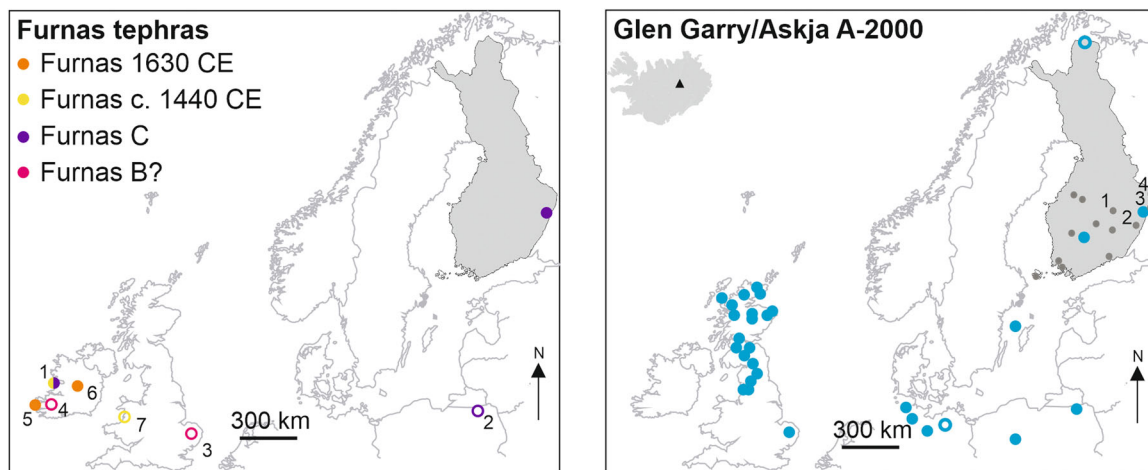 Furnas tephras
Furnas 1630 CE
Furnas c. 1440 CE
Furnas C
Furnas B?
1
6
5
4
7
3
2
300 km
N
Glen Garry/Askja A-2000
4
1
3
2
300 km
N